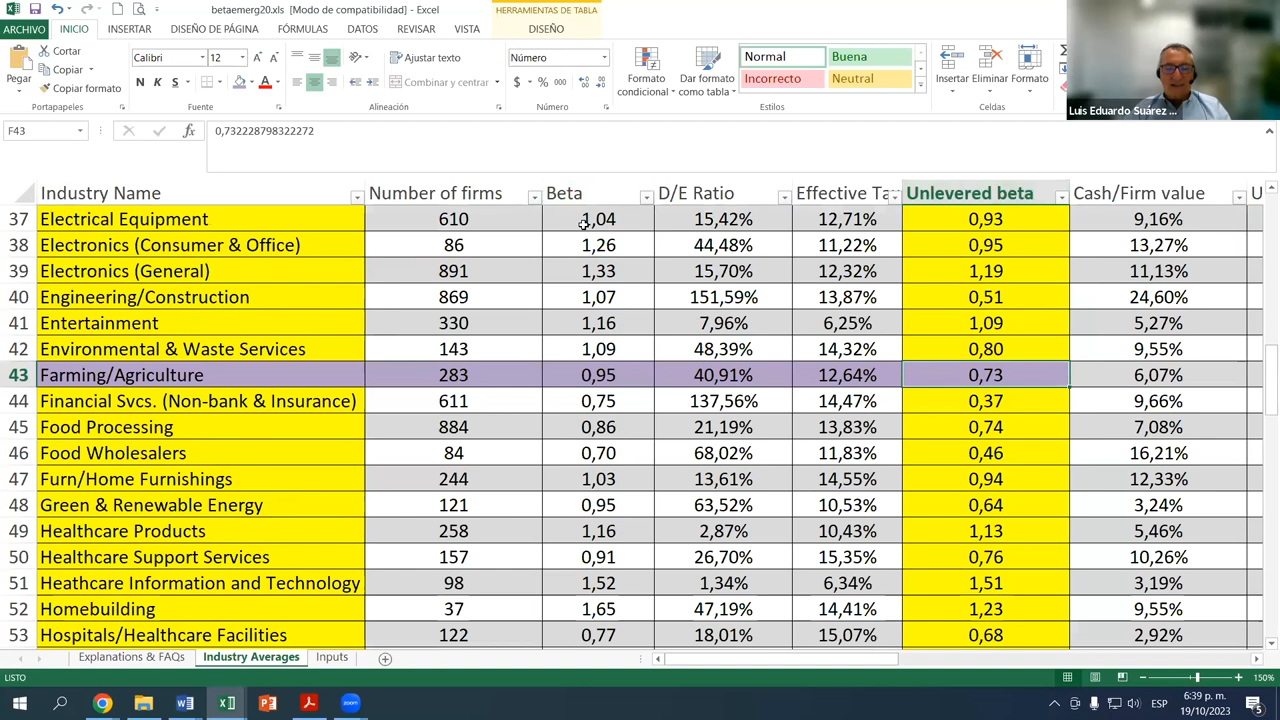 betaemerg20.xls [Modo de compatibilidad] - Excel
HERRAMIENTAS DE TABLA
ARCHIVO INICIO INSERTAR DISEÑO DE PÁGINA FÓRMULAS DATOS REVISAR VISTA DISEÑO
Pegar
Cortar
Copiar
Copiar formato
Portapapeles
Calibri 12
N K S
Fuente
Ajustar texto
Combinar y centrar
Alineación
Número
$ % 000
Número
Formato condicional
Dar formato como tabla
Normal Buena
Incorrecto Neutral
Estilos
Insertar Eliminar Formato
Celdas
Luis Eduardo Suárez ...
F43 fx 0,732228798322272
Industry Name Number of firms Beta D/E Ratio Effective Ta Unlevered beta Cash/Firm value U
37 Electrical Equipment 610 1,04 15,42% 12,71% 0,93 9,16%
38 Electronics (Consumer & Office) 86 1,26 44,48% 11,22% 0,95 13,27%
39 Electronics (General) 891 1,33 15,70% 12,32% 1,19 11,13%
40 Engineering/Construction 869 1,07 151,59% 13,87% 0,51 24,60%
41 Entertainment 330 1,16 7,96% 6,25% 1,09 5,27%
42 Environmental & Waste Services 143 1,09 48,39% 14,32% 0,80 9,55%
43 Farming/Agriculture 283 0,95 40,91% 12,64% 0,73 6,07%
44 Financial Svcs. (Non-bank & Insurance) 611 0,75 137,56% 14,47% 0,37 9,66%
45 Food Processing 884 0,86 21,19% 13,83% 0,74 7,08%
46 Food Wholesalers 84 0,70 68,02% 11,83% 0,46 16,21%
47 Furn/Home Furnishings 244 1,03 13,61% 14,55% 0,94 12,33%
48 Green & Renewable Energy 121 0,95 63,52% 10,53% 0,64 3,24%
49 Healthcare Products 258 1,16 2,87% 10,43% 1,13 5,46%
50 Healthcare Support Services 157 0,91 26,70% 15,35% 0,76 10,26%
51 Heathcare Information and Technology 98 1,52 1,34% 6,34% 1,51 3,19%
52 Homebuilding 37 1,65 47,19% 14,41% 1,23 9,55%
53 Hospitals/Healthcare Facilities 122 0,77 18,01% 15,07% 0,68 2,92%
Explanations & FAQs Industry Averages Inputs
LISTO 150%
ESP 6:39 p. m.
19/10/2023 5